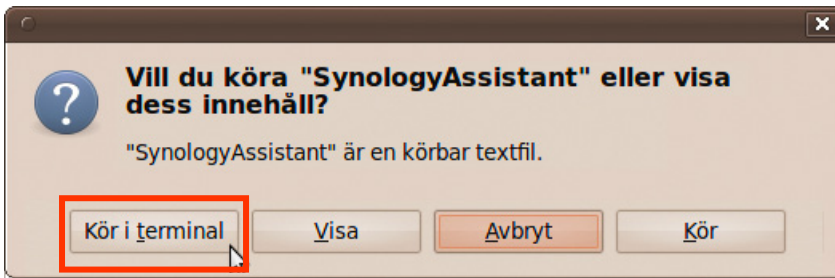 Vill du köra "SynologyAssistant" eller visa
dess innehåll?
"SynologyAssistant" är en körbar textfil.
Kör i terminal Visa Avbryt Kör